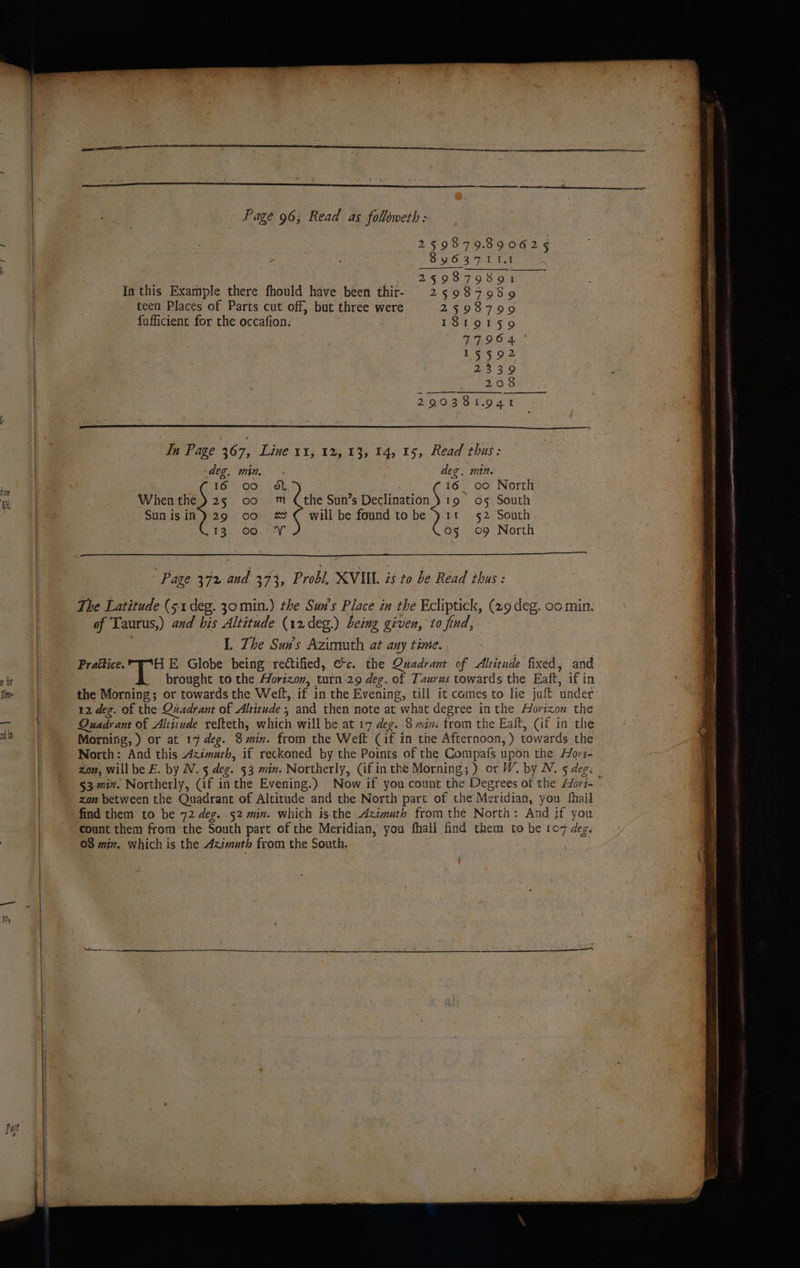 Page 96, Read as followeth:
25987989.0625
896371 1.1
259879891
In this Example there ſhould have been thir- 25987989
teen Places of Parts cut off, but three were 2598799
ſufficient for the occaſion. 1819159
77964
15592
2339
208
290381.941
In Page 367, Line 11, 12, 13, 14, 15, Read thus:
deg. min. deg. min.
16 00 ♌ 16 00 North
When the 25 00 ♏ the Sun's Declination 19 05 South
Sun is in 29 00 ♒ will be found to be 11 52 South
13 00 ♈ 05 09 North
Page 372 and 373, Probl, XVIII. is to be Read thus:
The Latitude (51 deg. 30 min.) the Sun's Place in the Ecliptick, (29 deg. 00 min.
of Taurus,) and his Altitude (12 deg.) being given, to find,
I. The Sun's Azimuth at any time.
Practice. THE Globe being rectified, &c. the Quadrant of Altitude fixed, and
brought to the Horizon, turn 29 deg. of Taurus towards the Eaſt, if in
the Morning; or towards the Weſt, if in the Evening, till it comes to lie juſt under
12 deg. of the Quadrant of Altitude; and then note at what degree in the Horizon the
Quadrant of Altitude reſteth, which will be at 17 deg. 8 min. from the Eaſt, (if in the
Morning,) or at 17 deg. 8 min. from the Weſt (if in the Afternoon,) towards the
North: And this Azimuth, if reckoned by the Points of the Compaſs upon the Hori-
zon, will be E. by N. 5 deg. 53 min. Northerly, (if in the Morning;) or W. by N. 5 deg.
53 min. Northerly, (if in the Evening.) Now if you count the Degrees of the Hori-
zon between the Quadrant of Altitude and the North part of the Meridian, you ſhall
find them to be 72 deg. 52 min. which is the Azimuth from the North: And if you
count them from the South part of the Meridian, you ſhall find them to be 107 deg.
08 min. which is the Azimuth from the South.